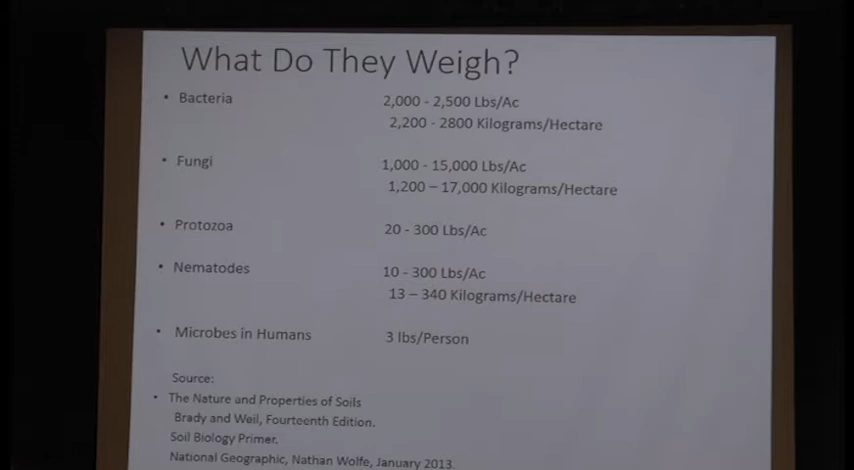 What Do They Weigh?
• Bacteria 2,000 - 2,500 Lbs/Ac
2,200 - 2800 Kilograms/Hectare
• Fungi 1,000 - 15,000 Lbs/Ac
1,200 – 17,000 Kilograms/Hectare
• Protozoa 20 - 300 Lbs/Ac
• Nematodes 10 - 300 Lbs/Ac
13 – 340 Kilograms/Hectare
• Microbes in Humans 3 lbs/Person
Source:
• The Nature and Properties of Soils
Brady and Weil, Fourteenth Edition.
Soil Biology Primer.
National Geographic, Nathan Wolfe, January 2013.